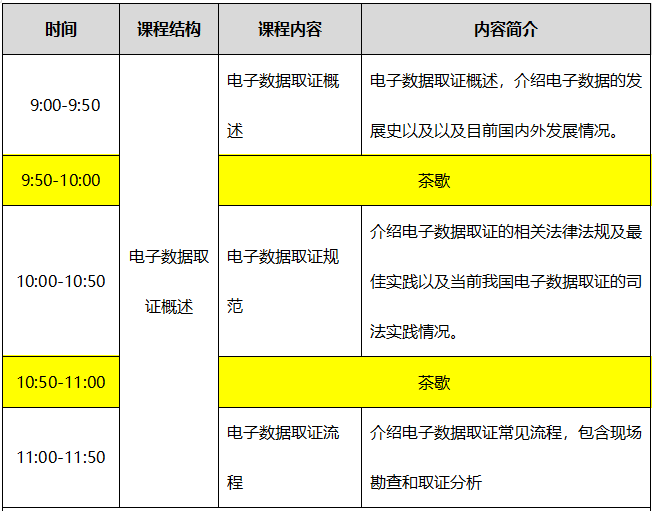 时间 课程结构 课程内容 内容简介
9:00-9:50
电子数据取证概
述
电子数据取证概述，介绍电子数据的发
展史以及以及目前国内外发展情况。
9:50-10:00 茶歇
电子数据取
证概述
10:00-10:50
电子数据取证规
范
介绍电子数据取证的相关法律法规及最
佳实践以及当前我国电子数据取证的司
法实践情况。
10:50-11:00 茶歇
11:00-11:50
电子数据取证流
程
介绍电子数据取证常见流程，包含现场
勘查和取证分析